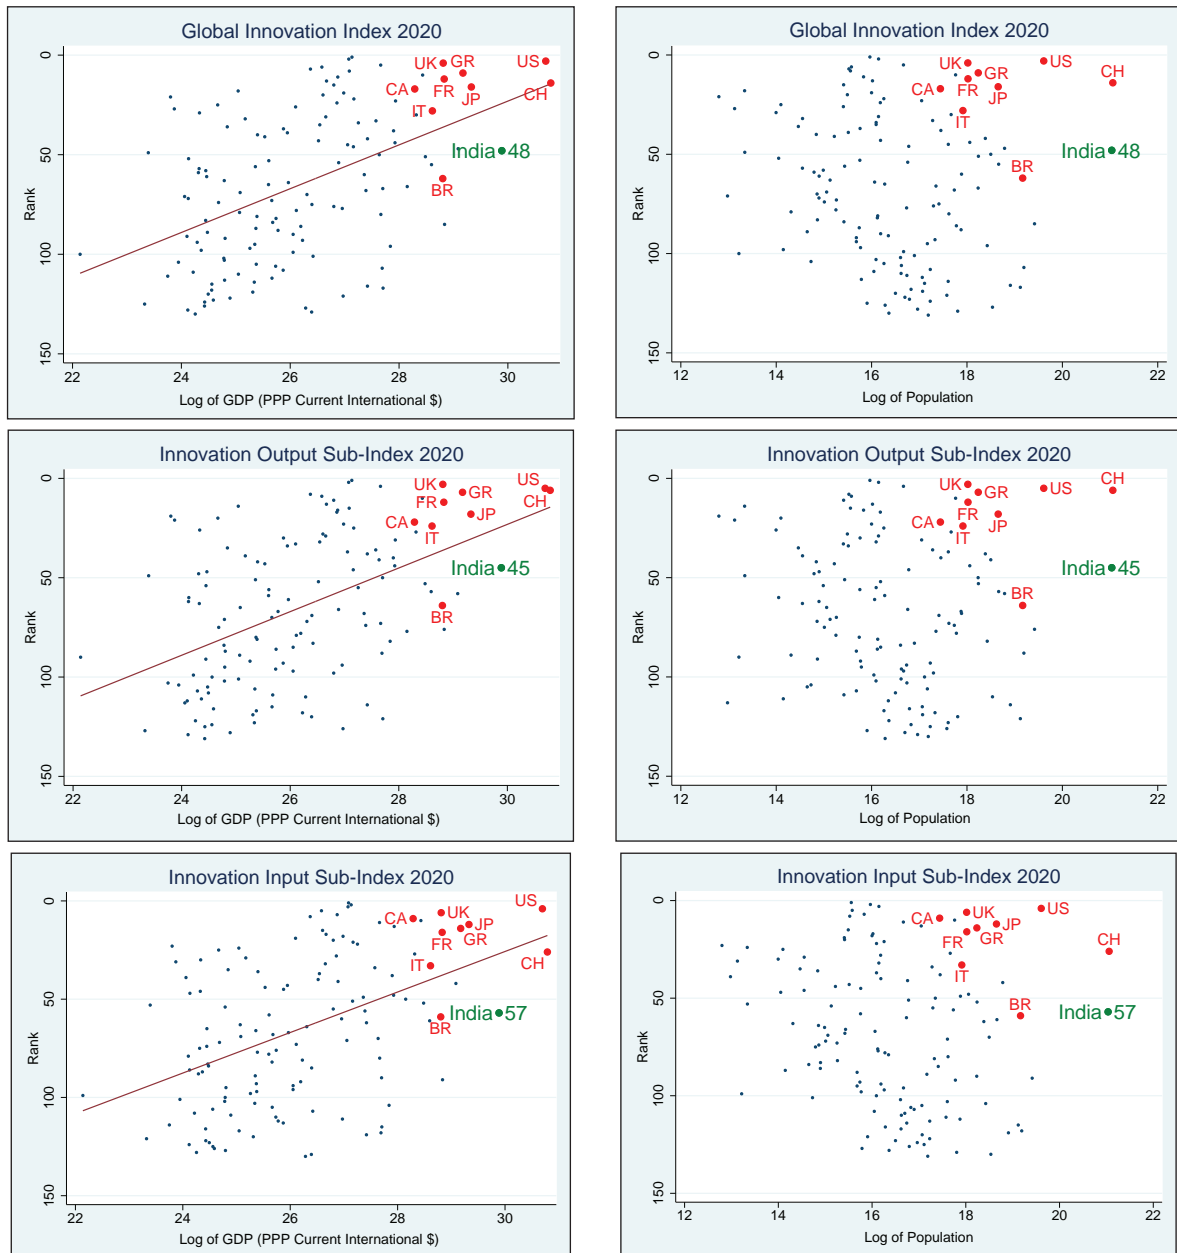 Global Innovation Index 2020
Rank
0
50
100
150
22 24 26 28 30
Log of GDP (PPP Current International $)
UK GR US
CA FR JP CH
IT
India 48
BR
Global Innovation Index 2020
Rank
0
50
100
150
12 14 16 18 20 22
Log of Population
UK GR US CH
CA FR JP
IT
India 48
BR
Innovation Output Sub-Index 2020
Rank
0
50
100
150
22 24 26 28 30
Log of GDP (PPP Current International $)
UK GR US
FR CH
CA IT JP
India 45
BR
Innovation Output Sub-Index 2020
Rank
0
50
100
150
12 14 16 18 20 22
Log of Population
UK GR US CH
FR
CA IT JP
India 45
BR
Innovation Input Sub-Index 2020
Rank
0
50
100
150
22 24 26 28 30
Log of GDP (PPP Current International $)
US
CA UK JP
FR GR
IT CH
India 57
BR
Innovation Input Sub-Index 2020
Rank
0
50
100
150
12 14 16 18 20 22
Log of Population
CA UK JP US
FR GR CH
IT
BR India 57